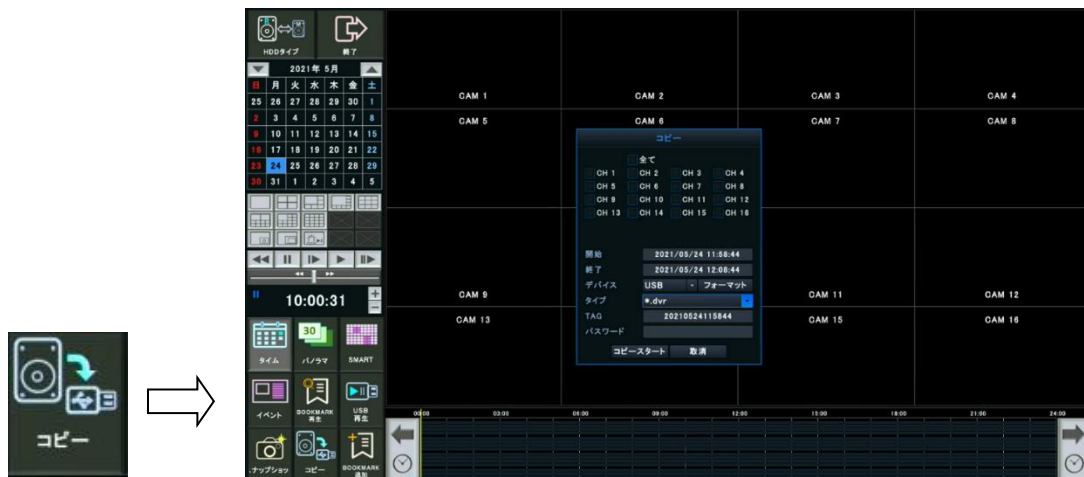 コピー
HDDタイプ 終了
2021年 5月
日 月 火 水 木 金 土
25 26 27 28 29 30 1
2 3 4 5 6 7 8
9 10 11 12 13 14 15
16 17 18 19 20 21 22
23 24 25 26 27 28 29
30 31 1 2 3 4 5
10:00:31
30
タイム パノラマ SMART
イベント BOOKMARK 再生 USB 再生
ナップショッ コピー BOOKMARK 追加
CAM 1 CAM 2 CAM 3 CAM 4
CAM 5 CAM 6 CAM 7 CAM 8
CAM 9 CAM 11 CAM 12
CAM 13 CAM 15 CAM 16
コピー
全て
CH 1 CH 2 CH 3 CH 4
CH 5 CH 6 CH 7 CH 8
CH 9 CH 10 CH 11 CH 12
CH 13 CH 14 CH 15 CH 16
開始 2021/05/24 11:58:44
終了 2021/05/24 12:08:44
デバイス USB フォーマット
タイプ *.dvr
TAG 20210524115844
パスワード
コピースタート 取消
00:00 03:00 06:00 09:00 12:00 15:00 18:00 21:00 24:00